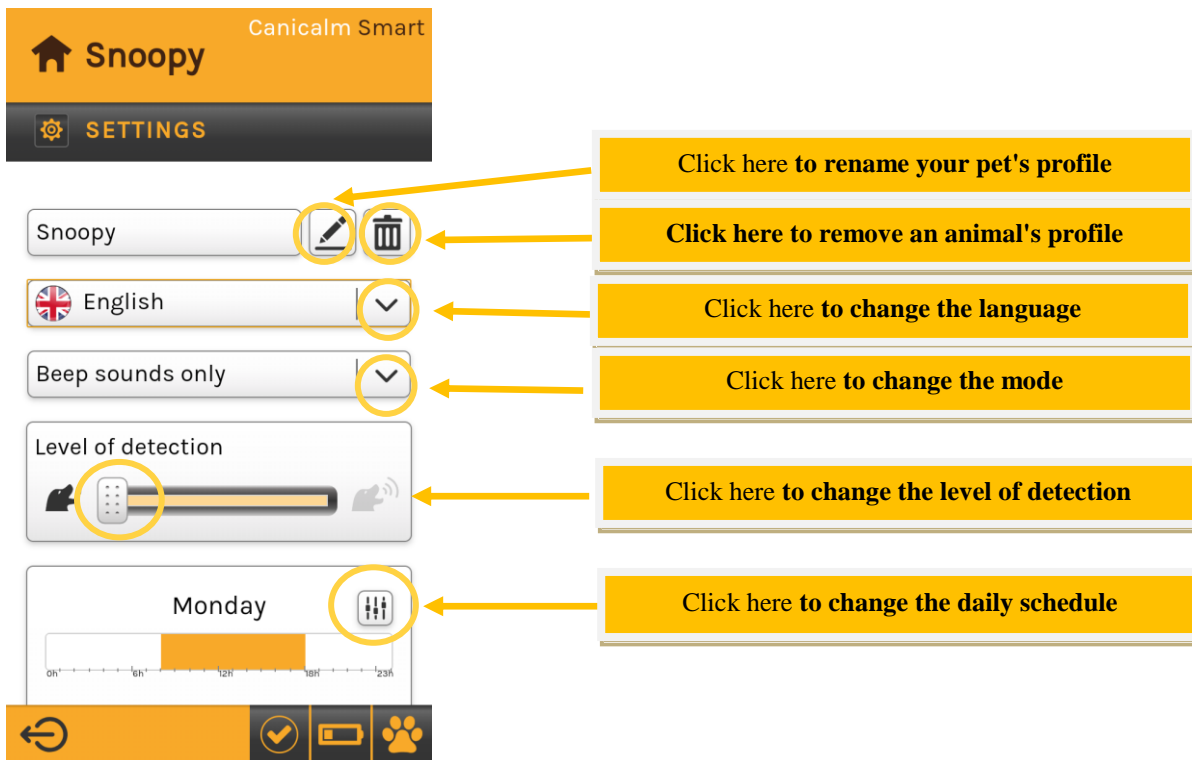 Canicalm Smart
Snoopy
SETTINGS
Click here to rename your pet's profile
Snoopy
Click here to remove an animal's profile
English
Click here to change the language
Beep sounds only
Click here to change the mode
Level of detection
Click here to change the level of detection
Monday
Click here to change the daily schedule
0h 6h 12h 18h 23h